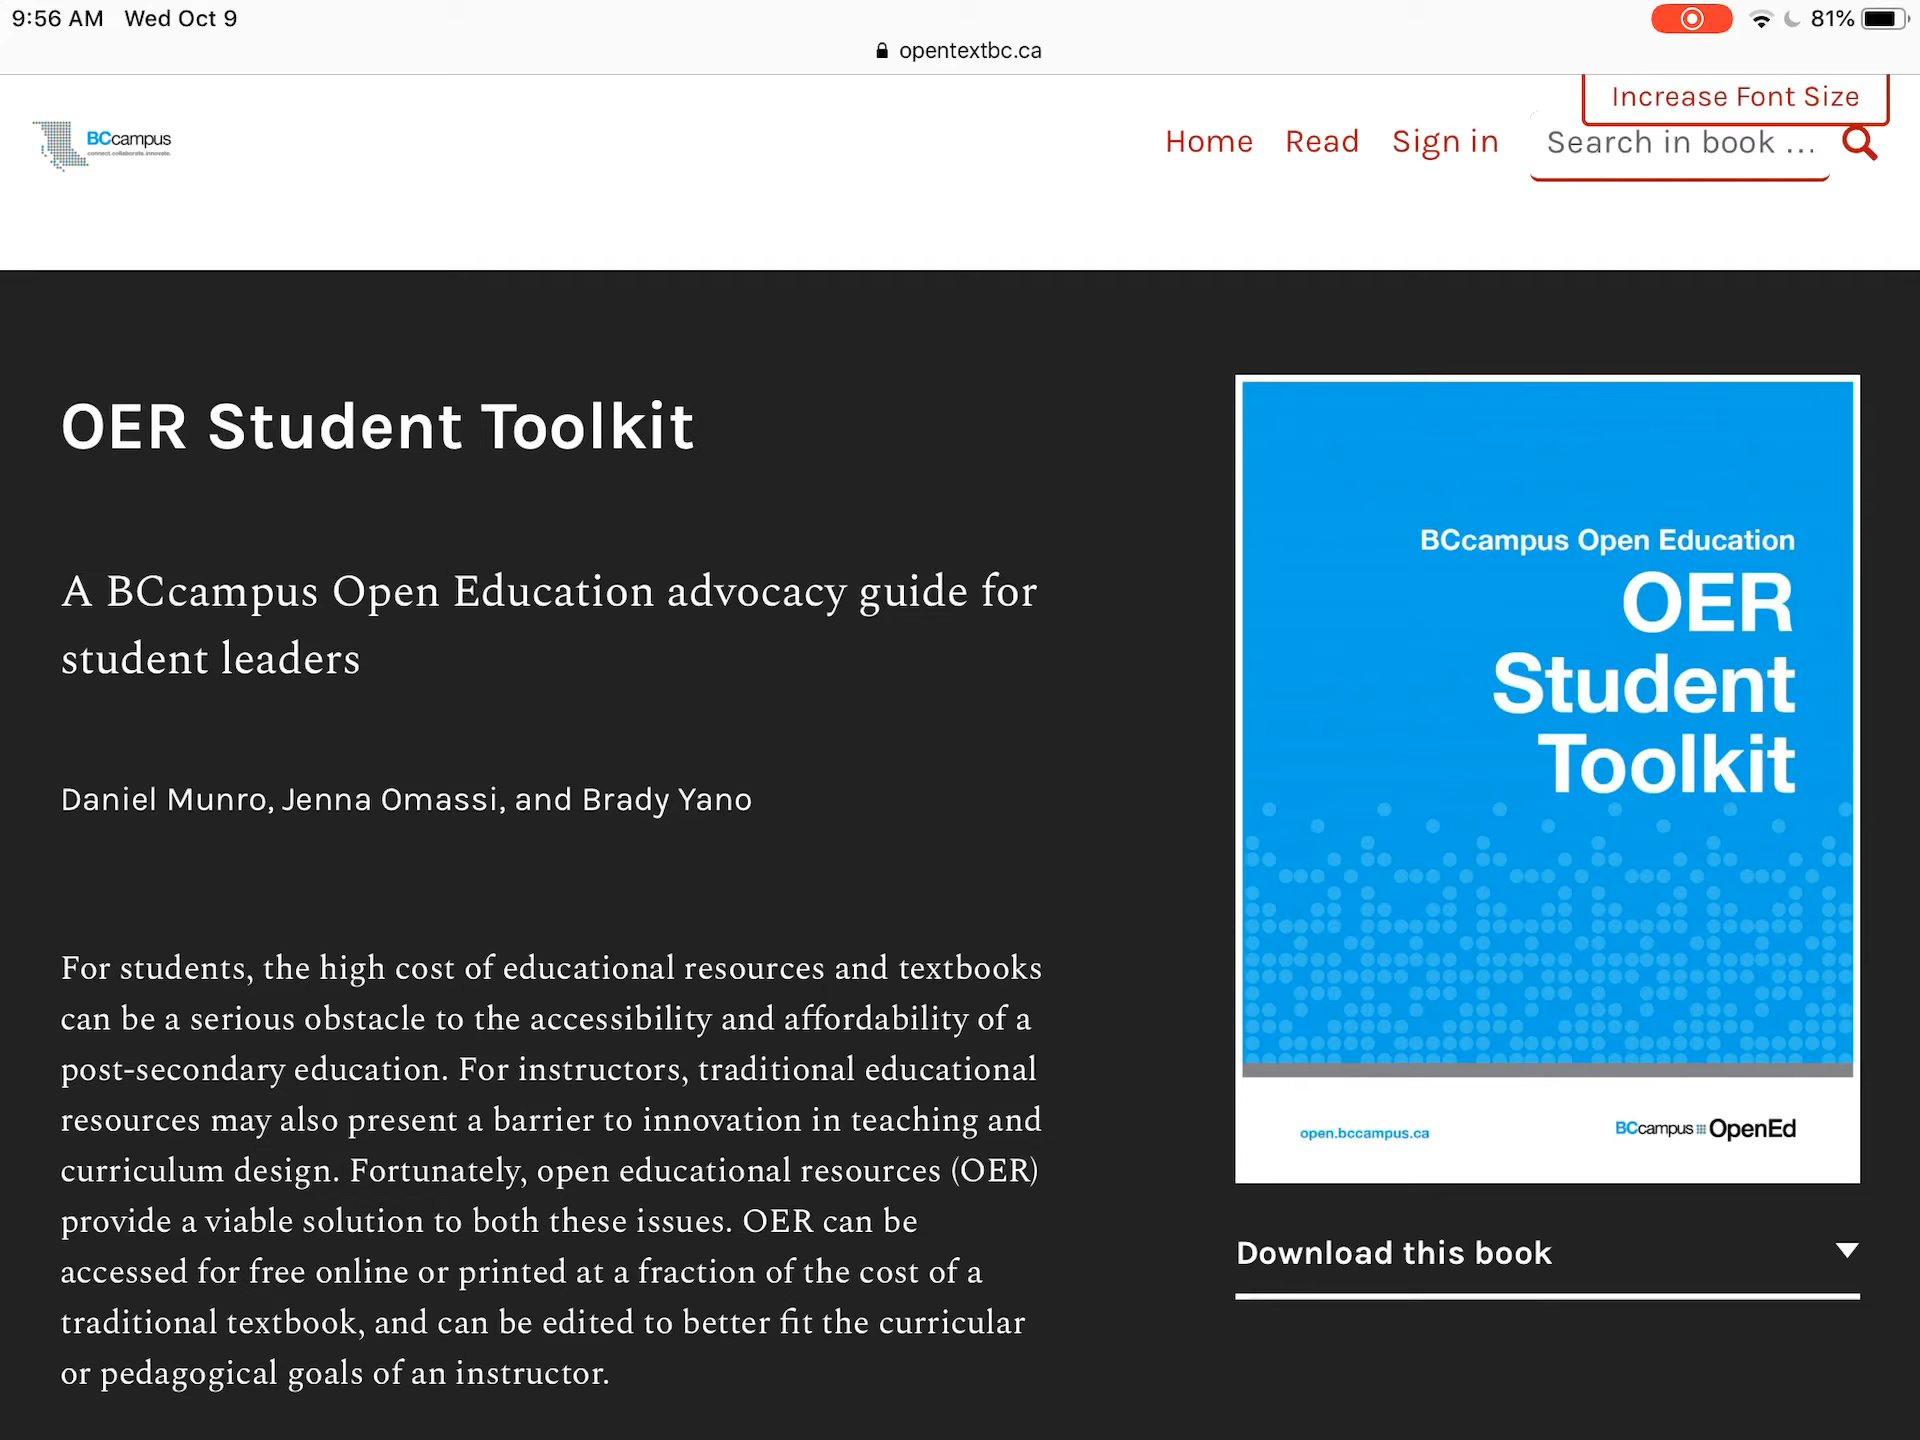 9:56 AM Wed Oct 9
81%
opentextbc.ca
Increase Font Size
BCcampus
connect. collaborate. innovate.
Home Read Sign in Search in book ...
OER Student Toolkit
A BCcampus Open Education advocacy guide for
student leaders
Daniel Munro, Jenna Omassi, and Brady Yano
For students, the high cost of educational resources and textbooks
can be a serious obstacle to the accessibility and affordability of a
post-secondary education. For instructors, traditional educational
resources may also present a barrier to innovation in teaching and
curriculum design. Fortunately, open educational resources (OER)
provide a viable solution to both these issues. OER can be
accessed for free online or printed at a fraction of the cost of a
traditional textbook, and can be edited to better fit the curricular
or pedagogical goals of an instructor.
BCcampus Open Education
OER
Student
Toolkit
open.bccampus.ca
BCcampus OpenEd
Download this book